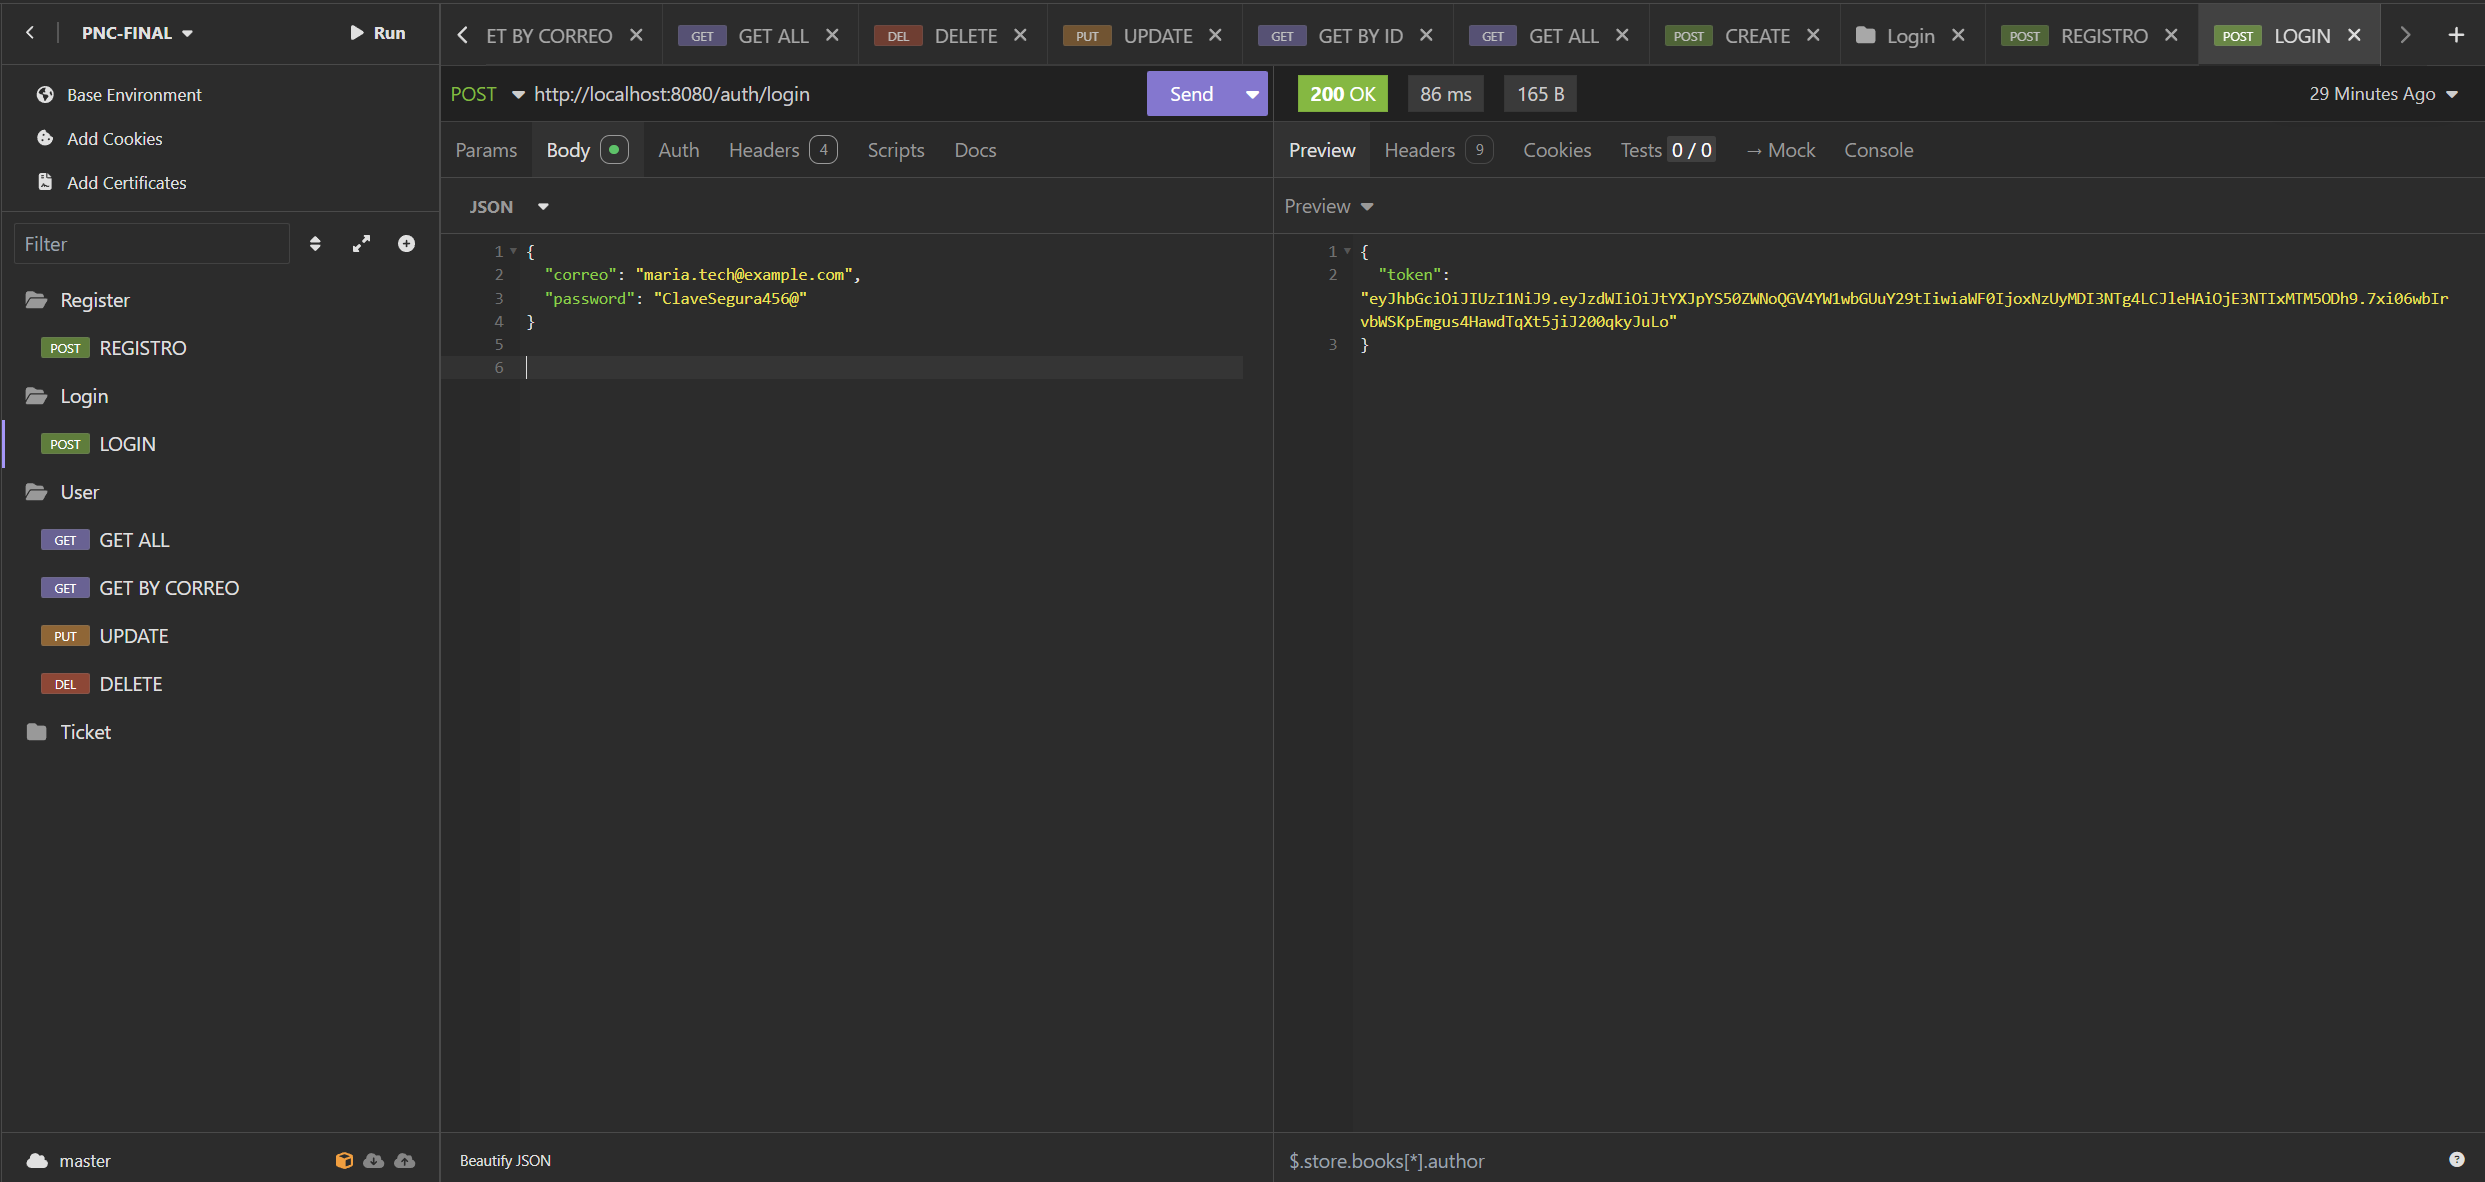 PNC-FINAL
Run
Base Environment
Add Cookies
Add Certificates
Filter
Register
POST REGISTRO
Login
POST LOGIN
User
GET GET ALL
GET GET BY CORREO
PUT UPDATE
DEL DELETE
Ticket
master
ET BY CORREO
GET GET ALL
DEL DELETE
PUT UPDATE
GET GET BY ID
GET GET ALL
POST CREATE
Login
POST REGISTRO
POST LOGIN
POST http://localhost:8080/auth/login
Send
Params Body Auth Headers 4 Scripts Docs
JSON
1 {
2 "correo": "maria.tech@example.com",
3 "password": "ClaveSegura456@"
4 }
5
6
Beautify JSON
200 OK 86 ms 165 B
29 Minutes Ago
Preview Headers 9 Cookies Tests 0 / 0 → Mock Console
Preview
1 {
2 "token":
"eyJhbGciOiJIUzI1NiJ9.eyJzdWIiOiJtYXJpYS50ZWNoQGV4YW1wbGUuY29tIiwiaWF0IjoxNzUyMDI3NTg4LCJleHAiOjE3NTIxMTM5ODh9.7xi06wbIr
vbWSKpEmgus4HawdTqXt5jiJ200qkyJuLo"
3 }
$.store.books[*].author